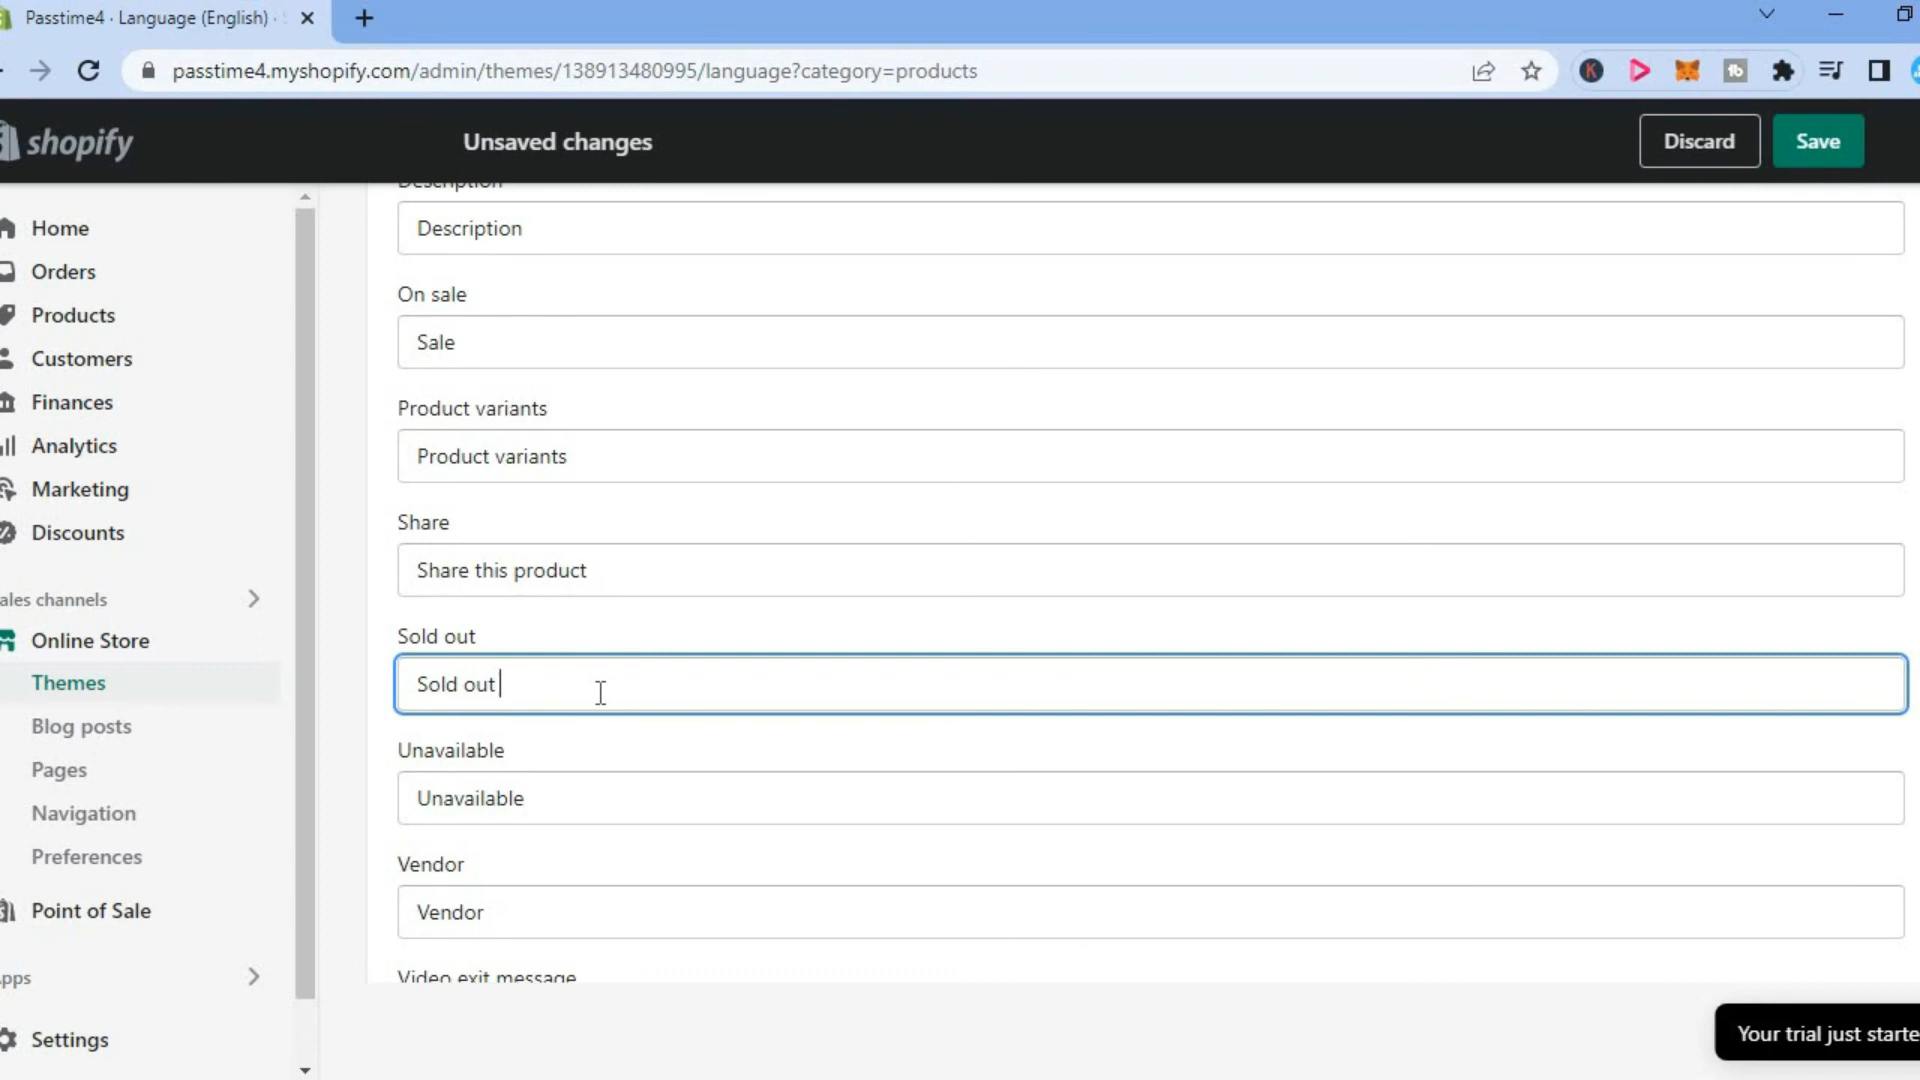 Passtime4 · Language (English) ·
passtime4.myshopify.com/admin/themes/138913480995/language?category=products
shopify
Unsaved changes
Discard
Save
Home
Orders
Products
Customers
Finances
Analytics
Marketing
Discounts
ales channels
Online Store
Themes
Blog posts
Pages
Navigation
Preferences
Point of Sale
pps
Settings
Description
Description
On sale
Sale
Product variants
Product variants
Share
Share this product
Sold out
Sold out
Unavailable
Unavailable
Vendor
Vendor
Video exit message
Your trial just starte